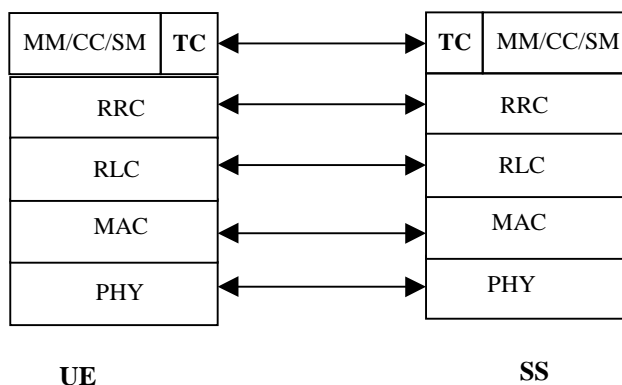 MM/CC/SM TC TC MM/CC/SM
RRC RRC
RLC RLC
MAC MAC
PHY PHY
UE SS